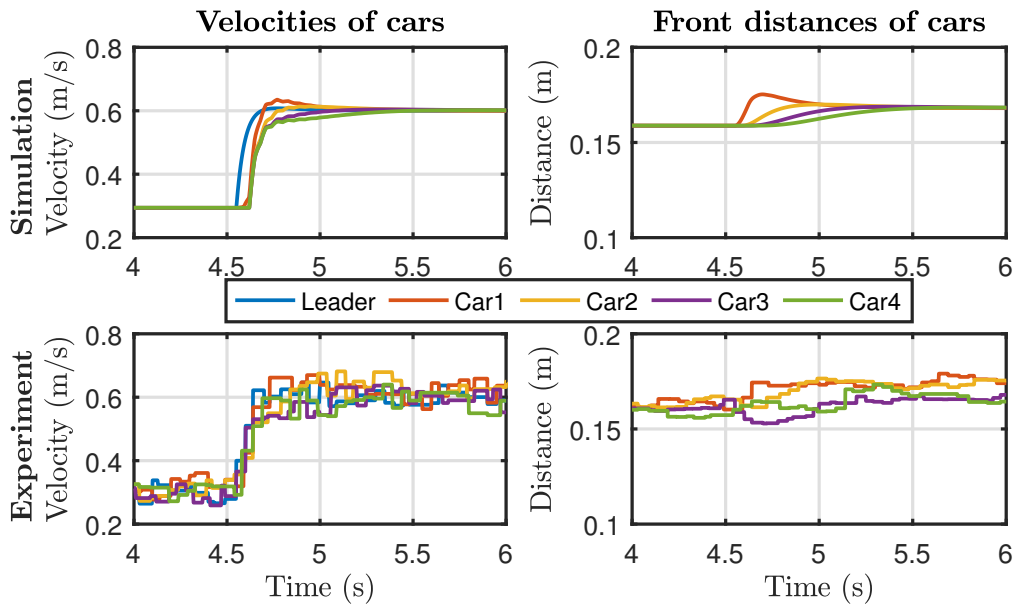 Velocities of cars
Front distances of cars
Simulation
Velocity (m/s)
0.8
0.6
0.4
0.2
4 4.5 5 5.5 6
Distance (m)
0.2
0.15
0.1
4 4.5 5 5.5 6
Leader Car1 Car2 Car3 Car4
Experiment
Velocity (m/s)
0.8
0.6
0.4
0.2
4 4.5 5 5.5 6
Time (s)
Distance (m)
0.2
0.15
0.1
4 4.5 5 5.5 6
Time (s)